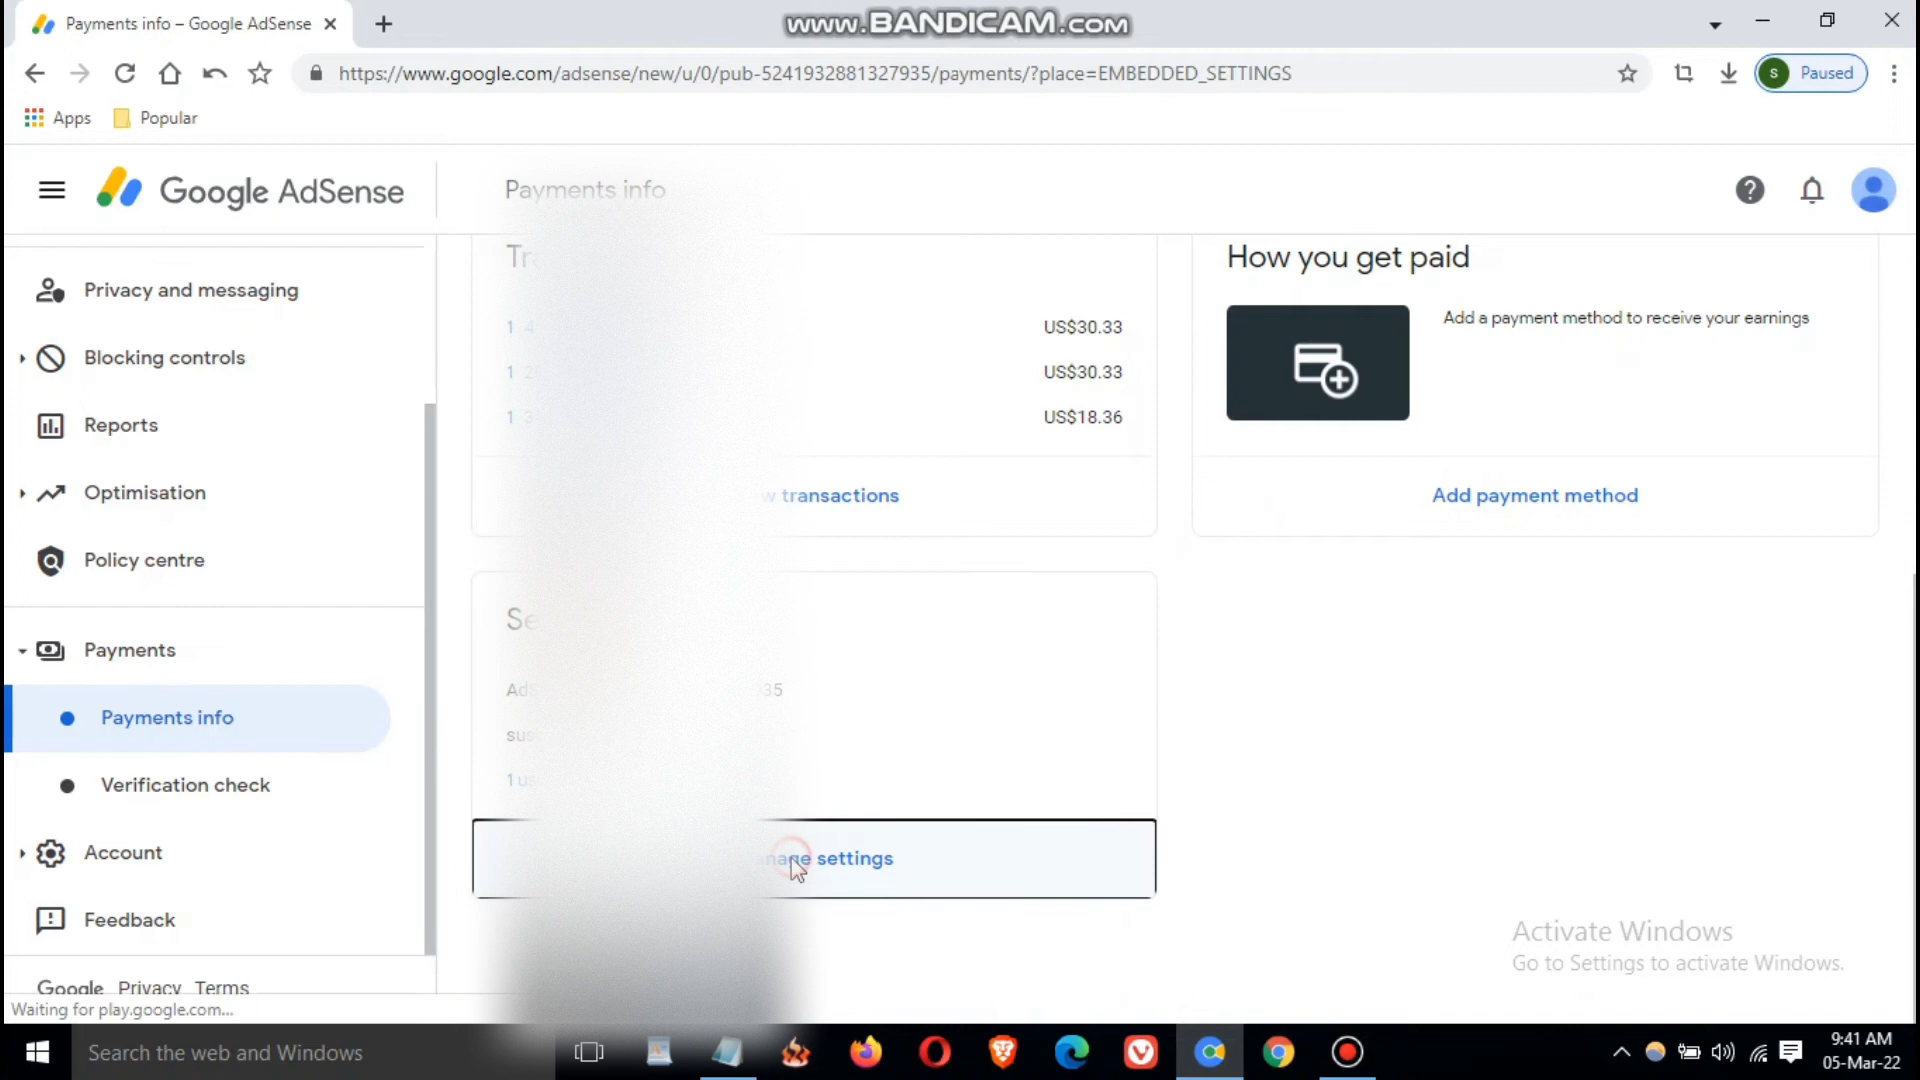 Payments info – Google AdSense
www.BANDICAM.com
https://www.google.com/adsense/new/u/0/pub-5241932881327935/payments/?place=EMBEDDED_SETTINGS
S
Paused
Apps
Popular
Google AdSense
Payments info
Privacy and messaging
Blocking controls
Reports
Optimisation
Policy centre
Payments
Payments info
Verification check
Account
Feedback
Google Privacy Terms
Waiting for play.google.com...
US$30.33
US$30.33
US$18.36
transactions
How you get paid
Add a payment method to receive your earnings
Add payment method
35
settings
Activate Windows
Go to Settings to activate Windows.
Search the web and Windows
9:41 AM
05-Mar-22